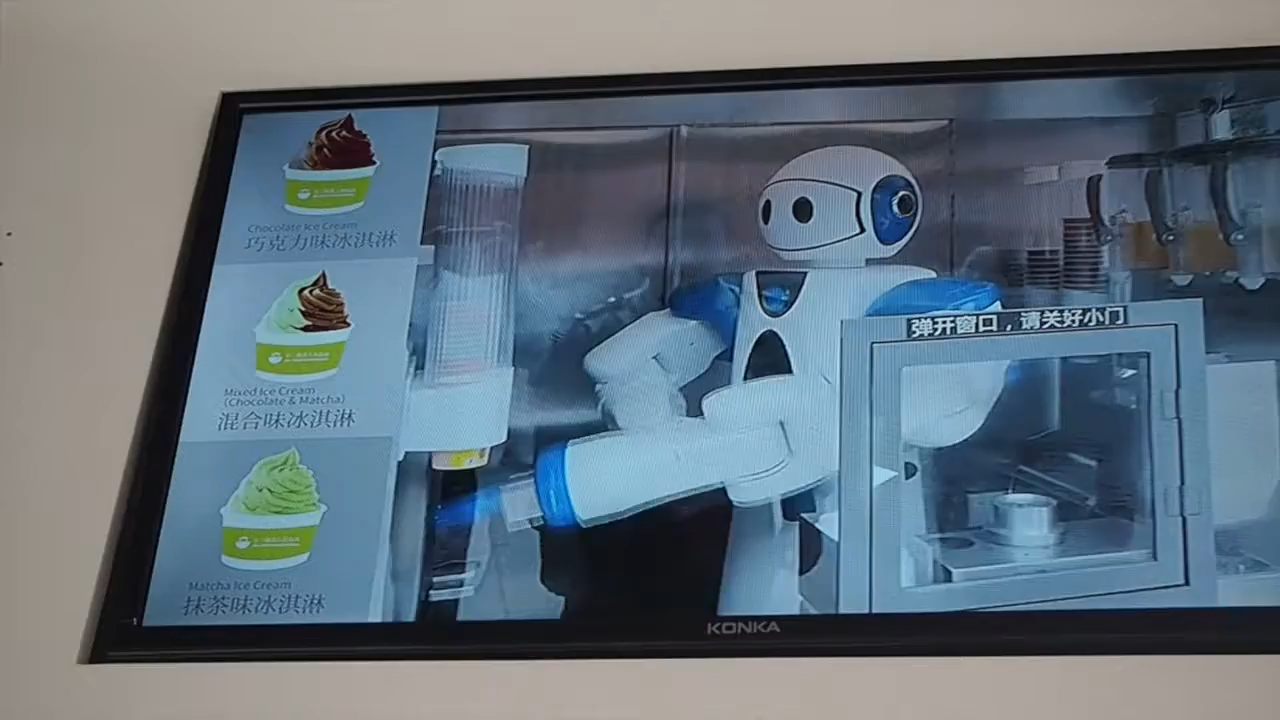 Chocolate Ice Cream
巧克力味冰淇淋
Mixed Ice Cream
(Chocolate & Matcha)
混合味冰淇淋
Matcha Ice Cream
抹茶味冰淇淋
弹开窗口，请关好小门
KONKA